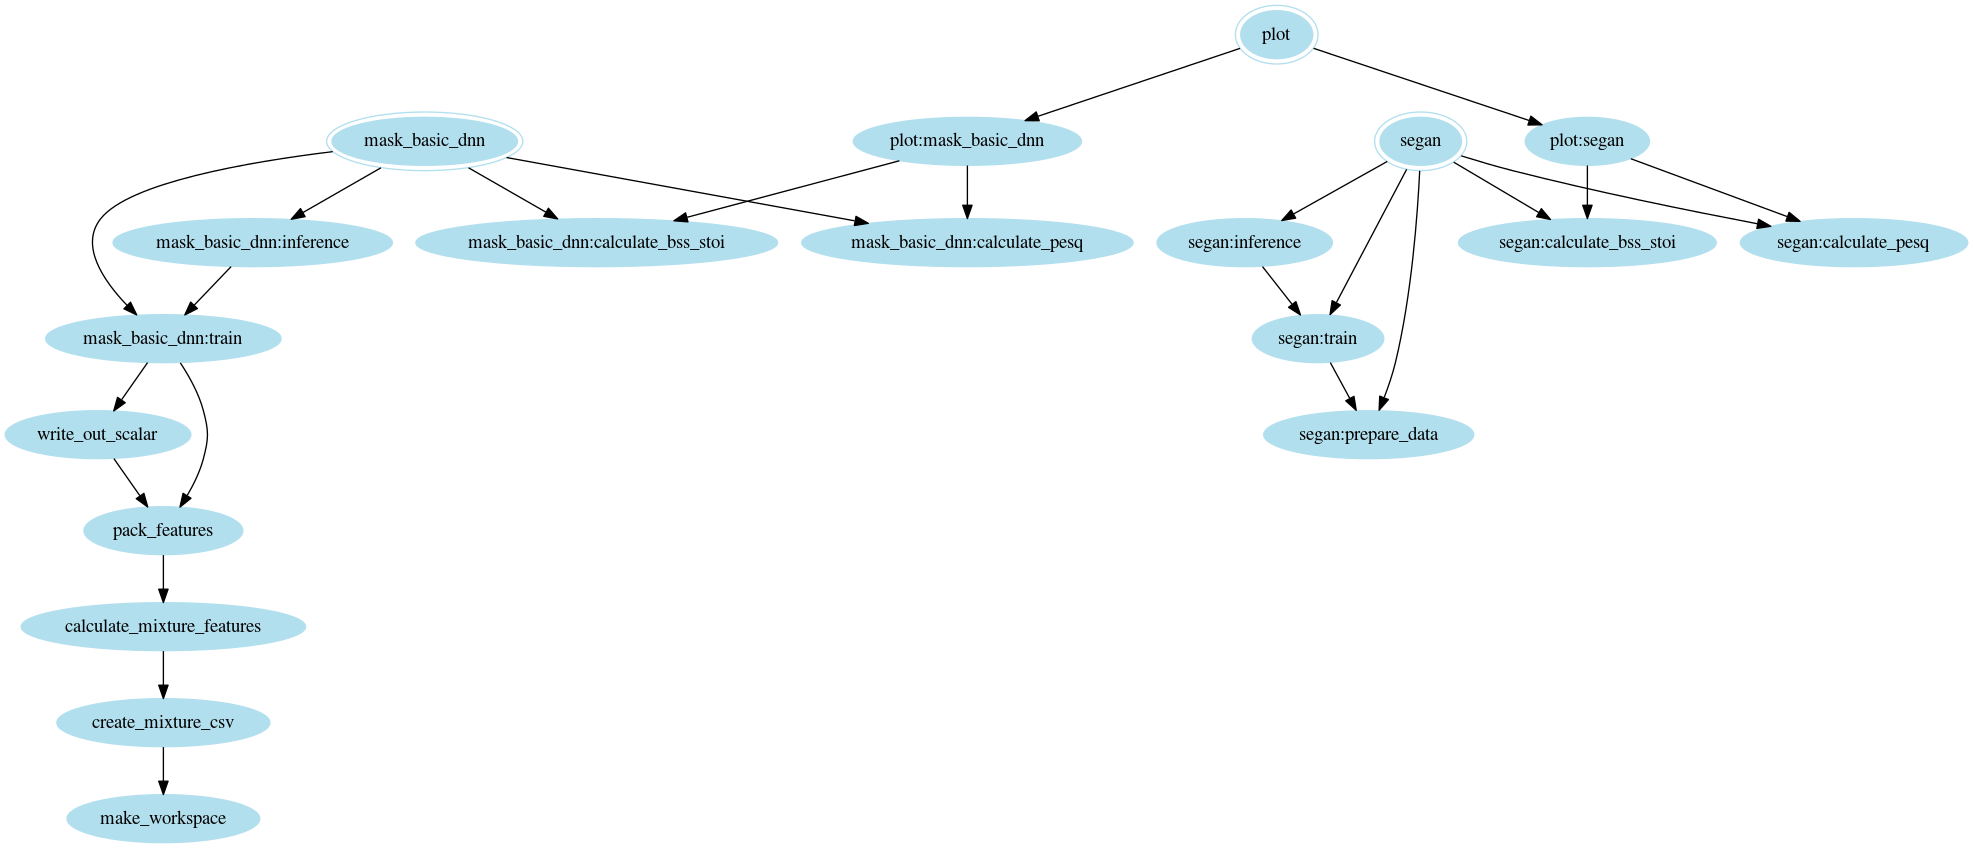 plot
mask_basic_dnn
plot:mask_basic_dnn
segan
plot:segan
mask_basic_dnn:inference
mask_basic_dnn:calculate_bss_stoi
mask_basic_dnn:calculate_pesq
segan:inference
segan:calculate_bss_stoi
segan:calculate_pesq
mask_basic_dnn:train
segan:train
write_out_scalar
segan:prepare_data
pack_features
calculate_mixture_features
create_mixture_csv
make_workspace